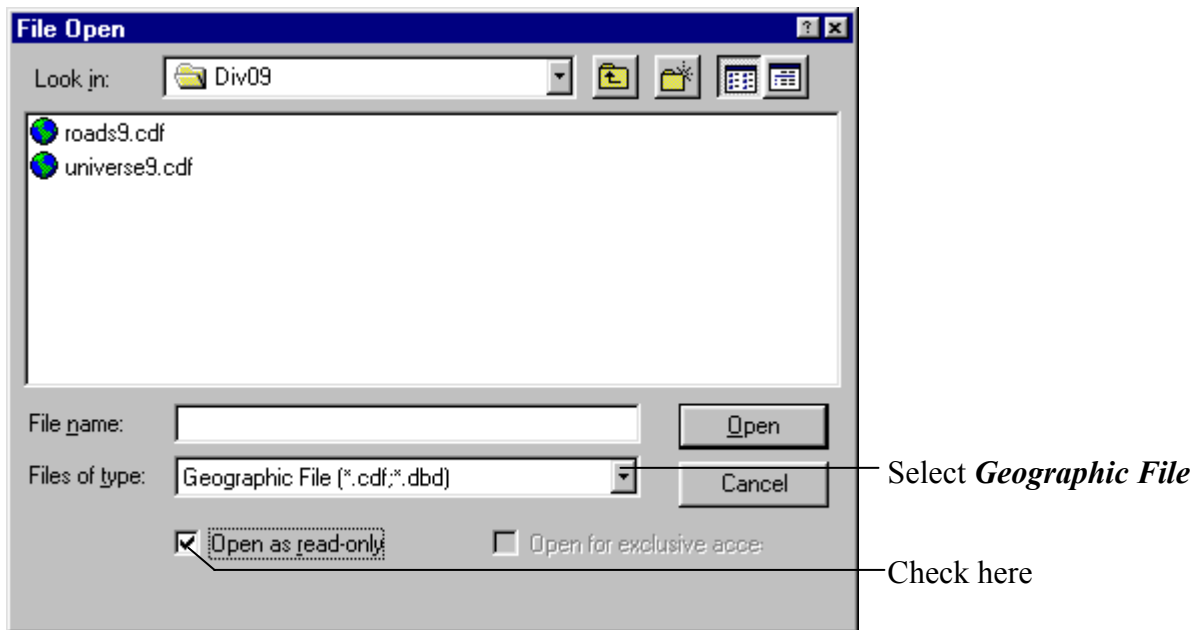 File Open
Look in: Div09
roads9.cdf
universe9.cdf
File name: Open
Files of type: Geographic File (*.cdf;*.dbd) Cancel
Select Geographic File
Open as read-only Open for exclusive acce
Check here